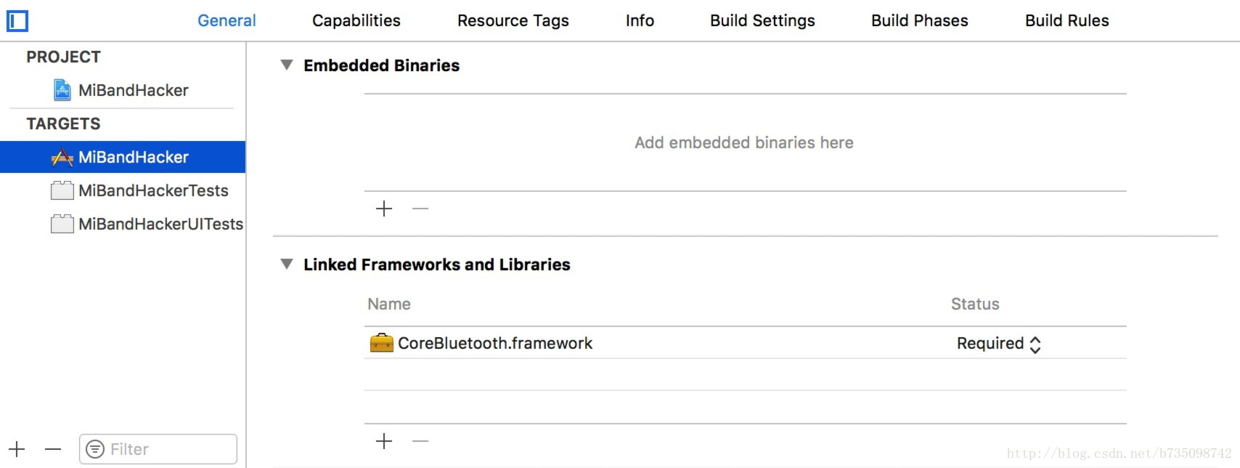 General Capabilities Resource Tags Info Build Settings Build Phases Build Rules
PROJECT
MiBandHacker
TARGETS
MiBandHacker
MiBandHackerTests
MiBandHackerUITests
Filter
Embedded Binaries
Add embedded binaries here
Linked Frameworks and Libraries
Name Status
CoreBluetooth.framework Required
http://blog.csdn.net/b735098742